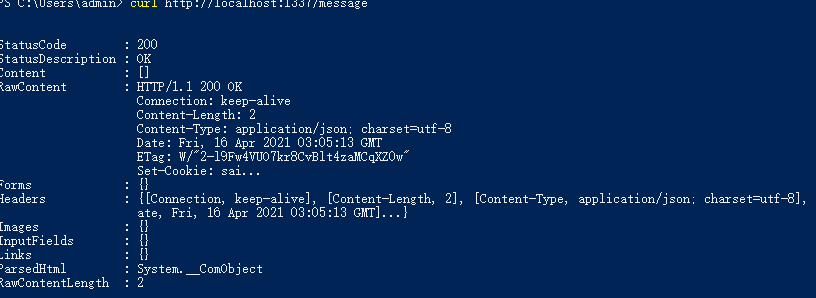 PS C:\Users\admin> curl http://localhost:1337/message
StatusCode : 200
StatusDescription : OK
Content : []
RawContent : HTTP/1.1 200 OK
Connection: keep-alive
Content-Length: 2
Content-Type: application/json; charset=utf-8
Date: Fri, 16 Apr 2021 03:05:13 GMT
ETag: W/"2-l9Fw4VUO7kr8CvBlt4zaMCqXZ0w"
Set-Cookie: sai...
Forms : {}
Headers : {[Connection, keep-alive], [Content-Length, 2], [Content-Type, application/json; charset=utf-8],
ate, Fri, 16 Apr 2021 03:05:13 GMT]...}
Images : {}
InputFields : {}
Links : {}
ParsedHtml : System.__ComObject
RawContentLength : 2